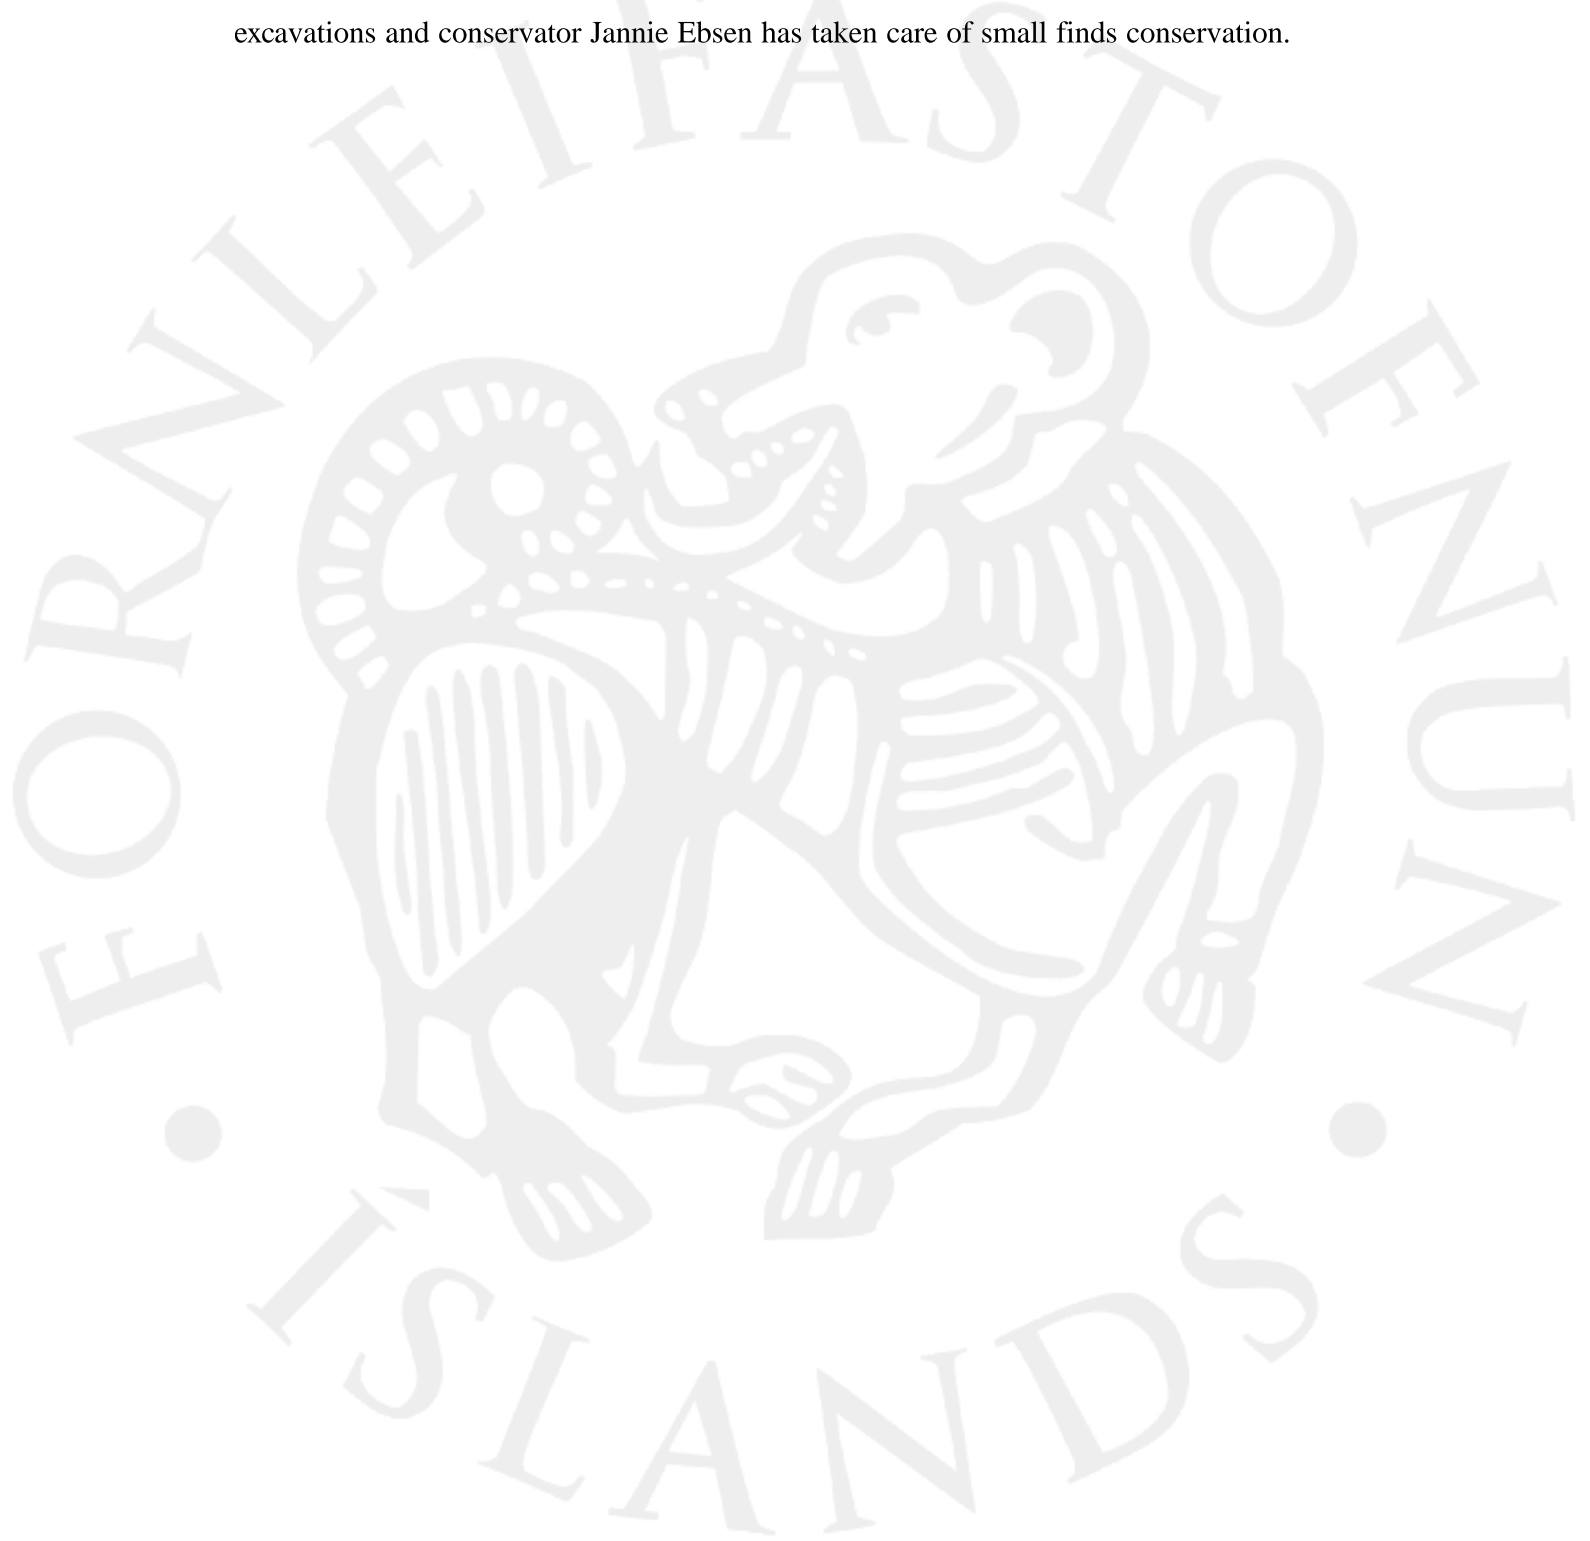 excavations and conservator Jannie Ebsen has taken care of small finds conservation.
FORNLEIFASTOFNUN
• ÍSLANDS •